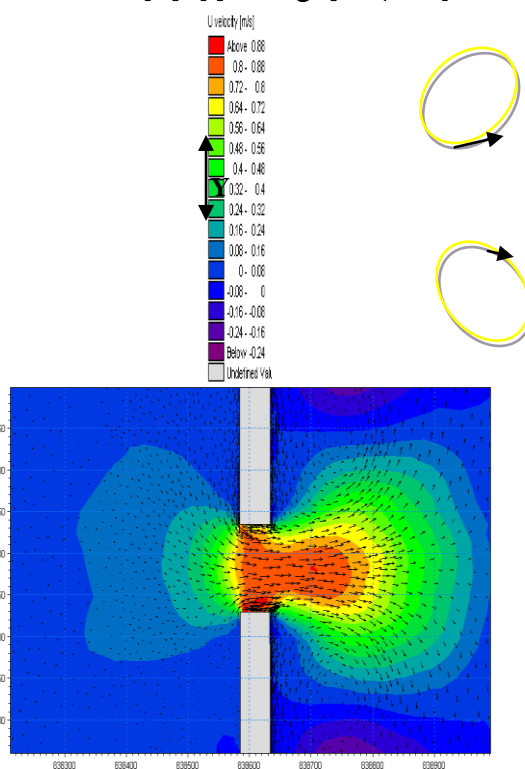 U velocity [m/s]
Above 0.88
0.8 - 0.88
0.72 - 0.8
0.64 - 0.72
0.56 - 0.64
0.48 - 0.56
0.4 - 0.48
0.32 - 0.4
0.24 - 0.32
0.16 - 0.24
0.08 - 0.16
0 - 0.08
-0.08 - 0
-0.16 - -0.08
-0.24 - -0.16
Below -0.24
Undefined Valu
Y
838300 838400 838500 838600 838700 838800 838900